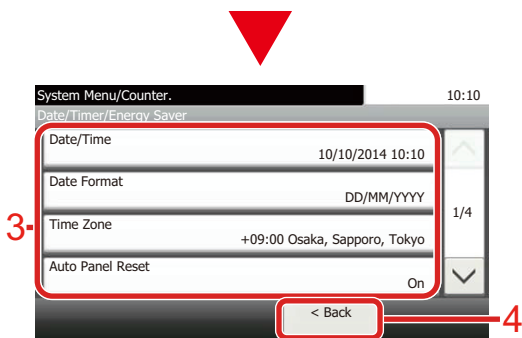 System Menu/Counter.
10:10
Date/Timer/Energy Saver
Date/Time
10/10/2014 10:10
Date Format
DD/MM/YYYY
1/4
3
Time Zone
+09:00 Osaka, Sapporo, Tokyo
Auto Panel Reset
On
< Back
4